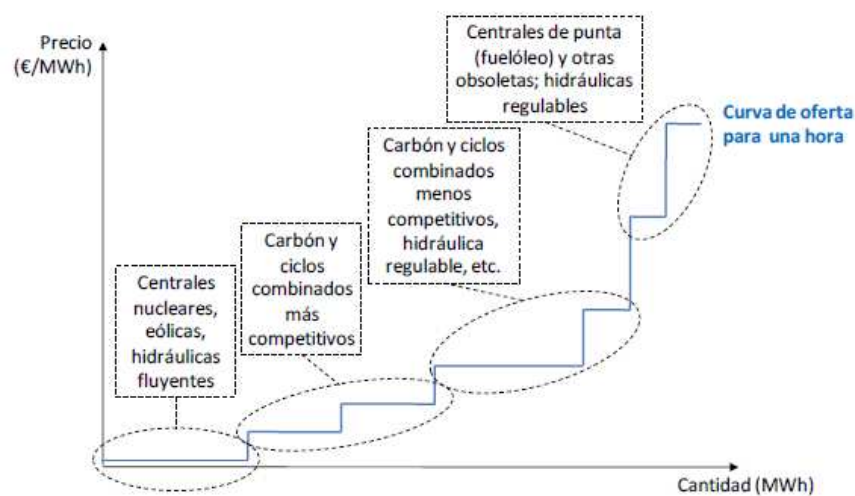 Precio
(€/MWh)
Centrales de punta
(fuelóleo) y otras
obsoletas; hidráulicas
regulables
Curva de oferta
para una hora
Carbón y ciclos
combinados
menos
competitivos,
hidráulica
regulable, etc.
Carbón y
ciclos
combinados
más
competitivos
Centrales
nucleares,
eólicas,
hidráulicas
fluyentes
Cantidad (MWh)